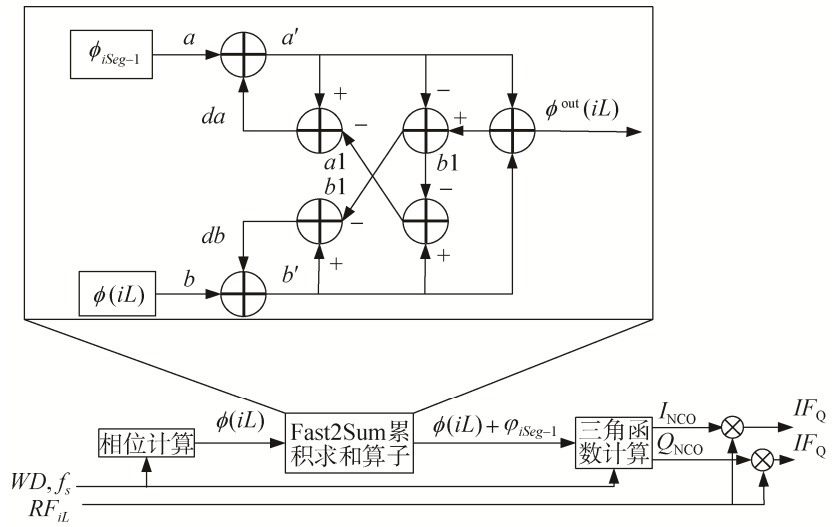 ϕ_{iSeg−1} a a′
+ −
da − + ϕ^{out}(iL)
a1 b1
b1 −
db −
+ +
ϕ(iL) b b′
ϕ(iL) ϕ(iL) + φ_{iSeg−1} I_{NCO} IF_Q
相位计算 Fast2Sum累积求和算子 三角函数计算 Q_{NCO} IF_Q
WD, f_s
RF_{iL}